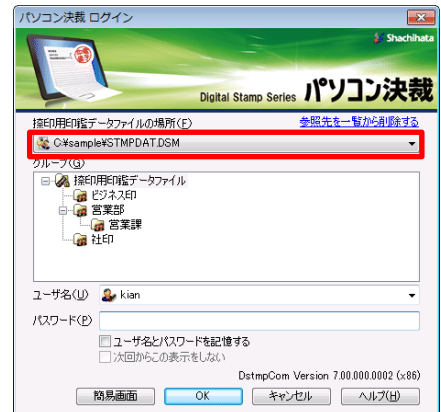 パソコン決裁 ログイン
Shachihata
Digital Stamp Series パソコン決裁
捺印用印鑑データファイルの場所(F) 参照先を一覧から削除する
C:¥sample¥STMPDAT.DSM
グループ(G)
捺印用印鑑データファイル
ビジネス印
営業部
営業課
社印
ユーザ名(U) kian
パスワード(P)
ユーザ名とパスワードを記憶する
次回からこの表示をしない
DstmpCom Version 7.00.000.0002 (x86)
簡易画面 OK キャンセル ヘルプ(H)